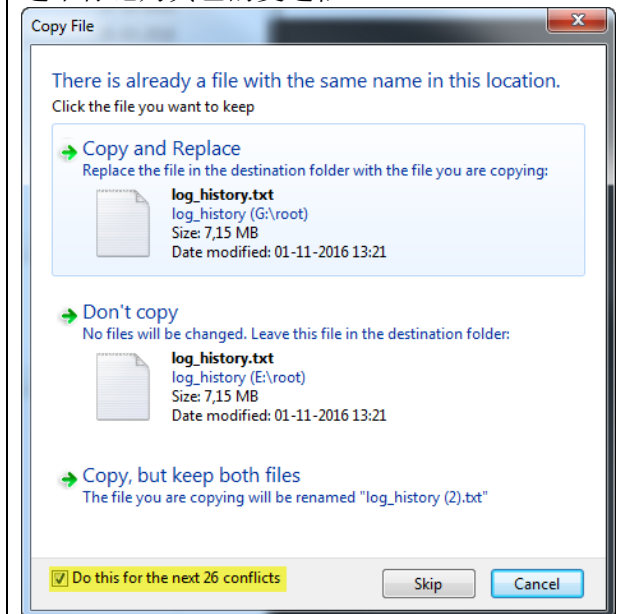 Copy File
There is already a file with the same name in this location.
Click the file you want to keep
Copy and Replace
Replace the file in the destination folder with the file you are copying:
log_history.txt
log_history (G:\root)
Size: 7,15 MB
Date modified: 01-11-2016 13:21
Don't copy
No files will be changed. Leave this file in the destination folder:
log_history.txt
log_history (E:\root)
Size: 7,15 MB
Date modified: 01-11-2016 13:21
Copy, but keep both files
The file you are copying will be renamed "log_history (2).txt"
Do this for the next 26 conflicts
Skip
Cancel